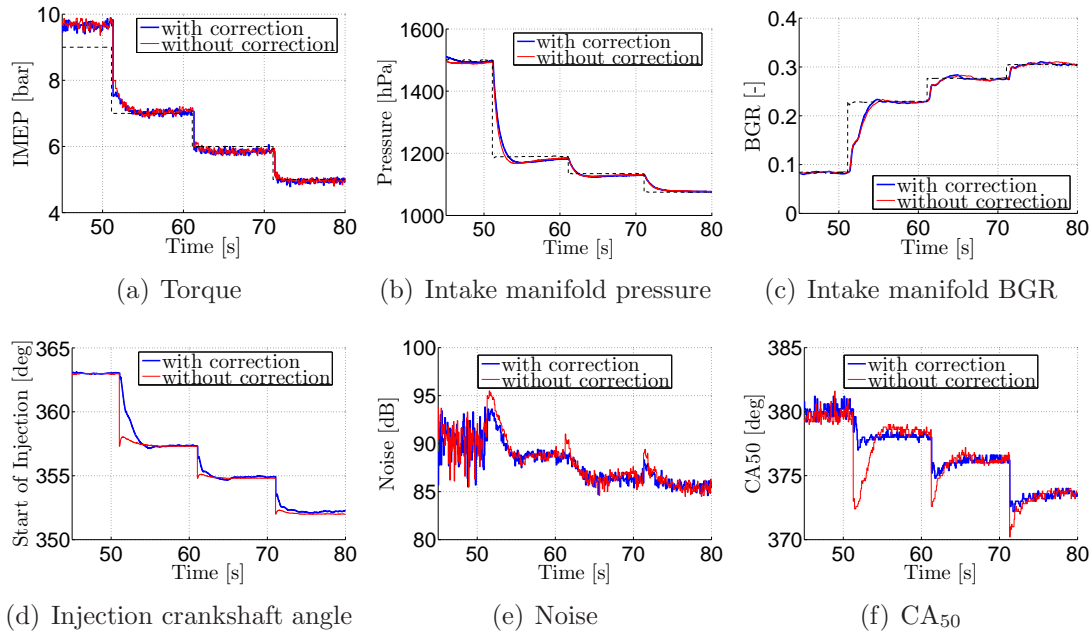 with correction
without correction
IMEP [bar]
10
8
6
4
50
60
70
80
Time [s]
(a) Torque
with correction
without correction
Pressure [hPa]
1600
1400
1200
1000
50
60
70
80
Time [s]
(b) Intake manifold pressure
with correction
without correction
BGR [-]
0.4
0.3
0.2
0.1
0
50
60
70
80
Time [s]
(c) Intake manifold BGR
with correction
without correction
Start of Injection [deg]
365
360
355
350
50
60
70
80
Time [s]
(d) Injection crankshaft angle
with correction
without correction
Noise [dB]
100
95
90
85
80
50
60
70
80
Time [s]
(e) Noise
with correction
without correction
CA50 [deg]
385
380
375
370
50
60
70
80
Time [s]
(f) CA₅₀